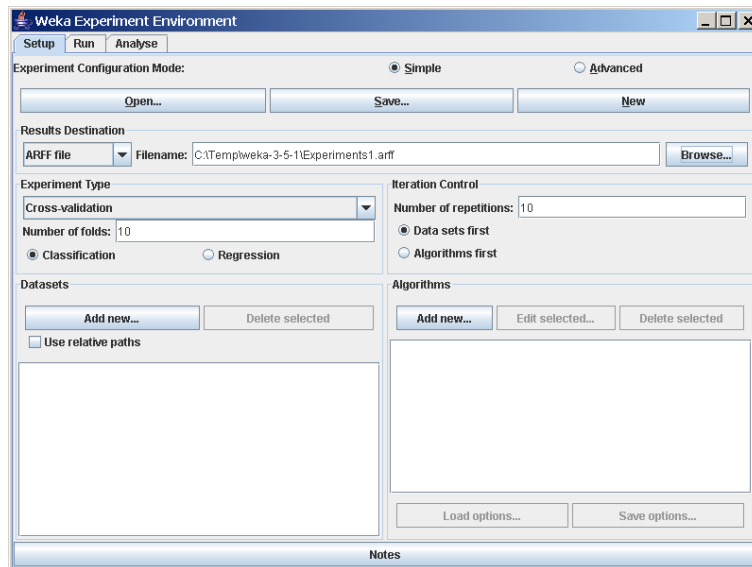 Weka Experiment Environment
Setup Run Analyse
Experiment Configuration Mode: Simple Advanced
Open... Save... New
Results Destination
ARFF file Filename: C:\Temp\weka-3-5-1\Experiments1.arff Browse...
Experiment Type
Cross-validation
Number of folds: 10
Classification Regression
Iteration Control
Number of repetitions: 10
Data sets first
Algorithms first
Datasets
Add new... Delete selected
Use relative paths
Algorithms
Add new... Edit selected... Delete selected
Load options... Save options...
Notes